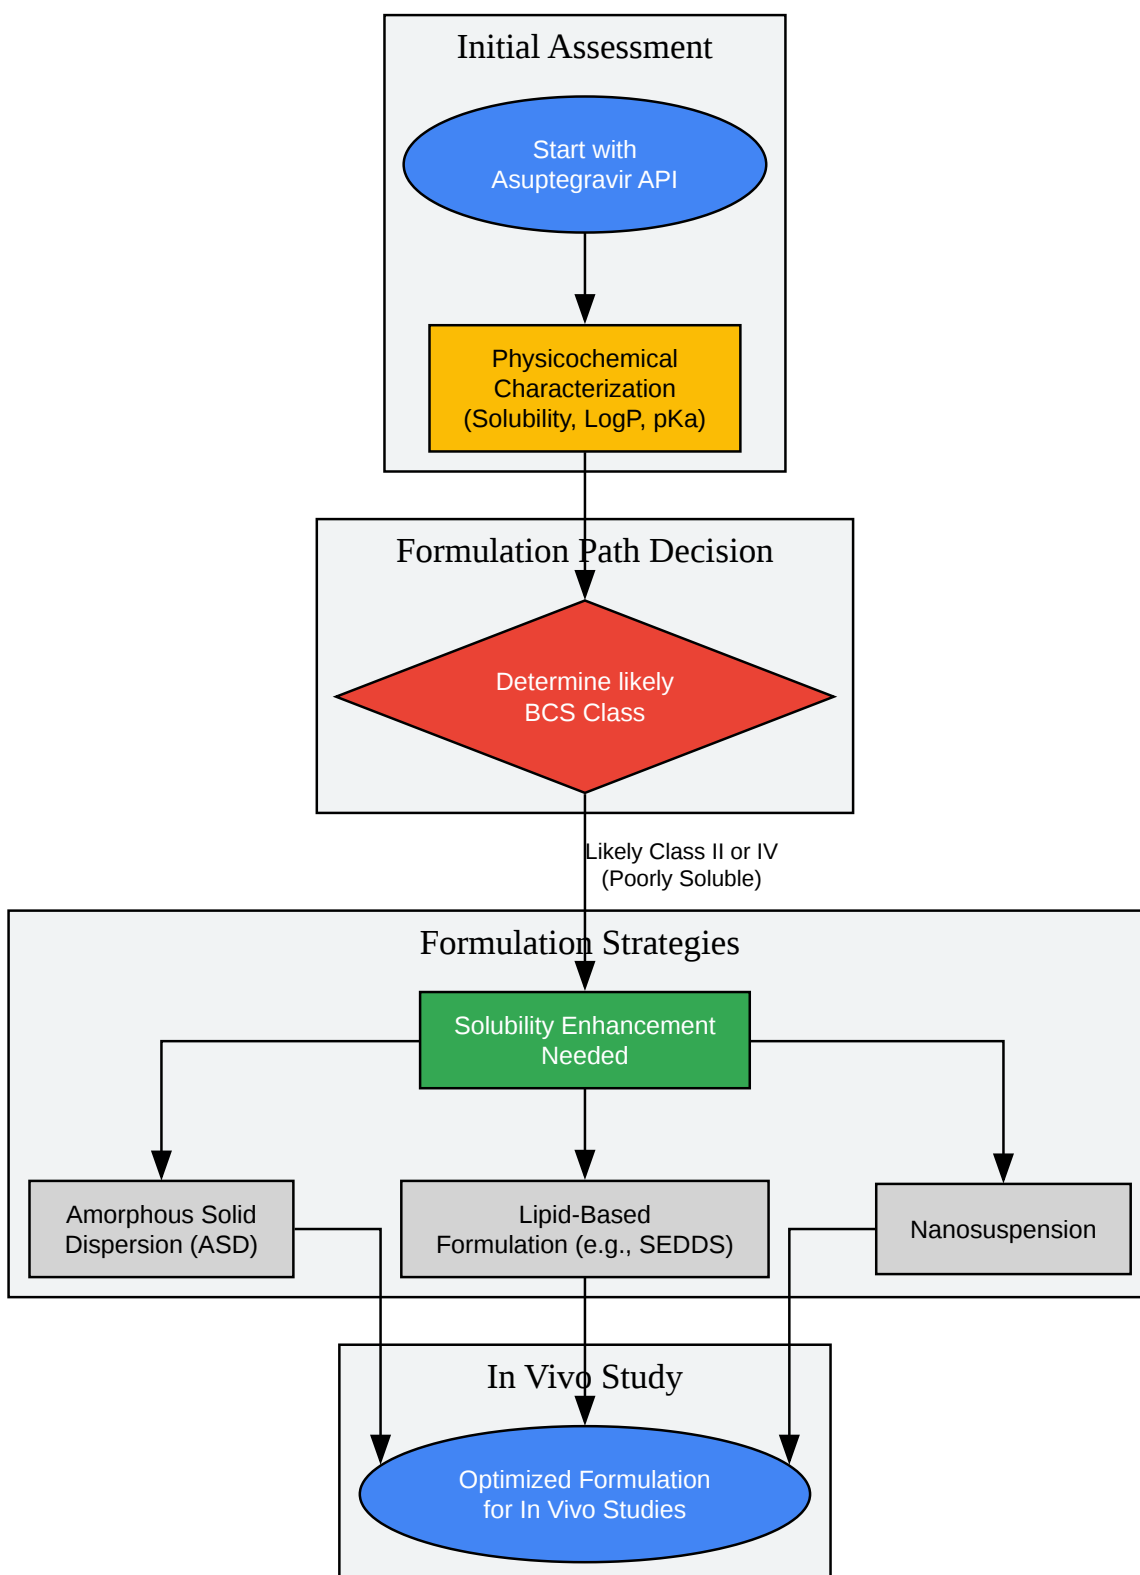 Initial Assessment
Start with
Asuptegravir API
Physicochemical
Characterization
(Solubility, LogP, pKa)
Formulation Path Decision
Determine likely
BCS Class
Likely Class II or IV
(Poorly Soluble)
Formulation Strategies
Solubility Enhancement
Needed
Amorphous Solid
Dispersion (ASD)
Lipid-Based
Formulation (e.g., SEDDS)
Nanosuspension
In Vivo Study
Optimized Formulation
for In Vivo Studies